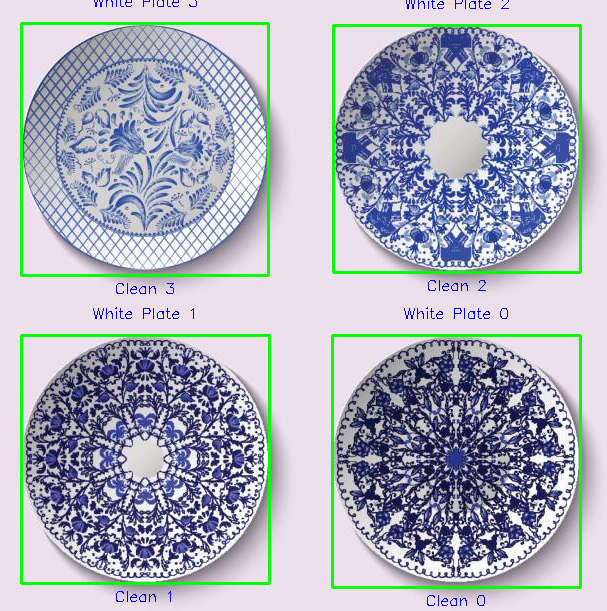 White Plate 3
White Plate 2
Clean 3
Clean 2
White Plate 1
White Plate 0
Clean 1
Clean 0